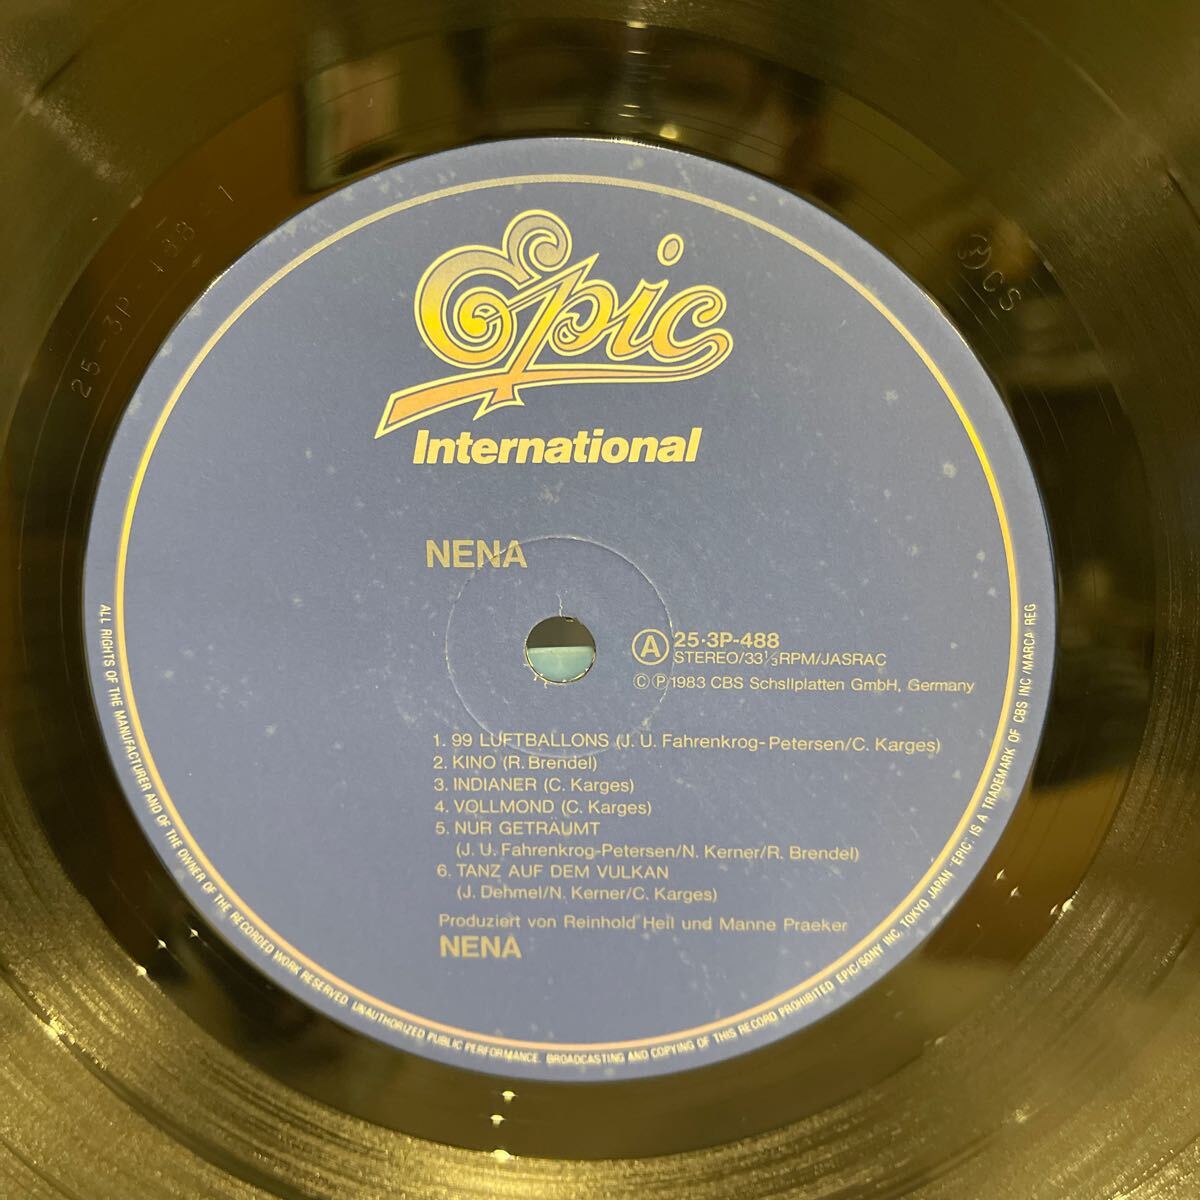 Epic
International
NENA
Ⓐ 25·3P-488
STEREO/33⅓RPM/JASRAC
ⒸⓅ1983 CBS Schsllplatten GmbH, Germany
1. 99 LUFTBALLONS (J. U. Fahrenkrog-Petersen/C. Karges)
2. KINO (R. Brendel)
3. INDIANER (C. Karges)
4. VOLLMOND (C. Karges)
5. NUR GETRÄUMT
(J. U. Fahrenkrog-Petersen/N. Kerner/R. Brendel)
6. TANZ AUF DEM VULKAN
(J. Dehmel/N. Kerner/C. Karges)
Produziert von Reinhold Heil und Manne Praeker
NENA
ALL RIGHTS OF THE MANUFACTURER AND OF THE OWNER OF THE RECORDED WORK RESERVED. UNAUTHORIZED PUBLIC PERFORMANCE. BROADCASTING AND COPYING OF THIS RECORD PROHIBITED EPIC/SONY INC. TOKYO JAPAN "EPIC" IS A TRADEMARK OF CBS INC/MARCA REG
25-3P-488
CS